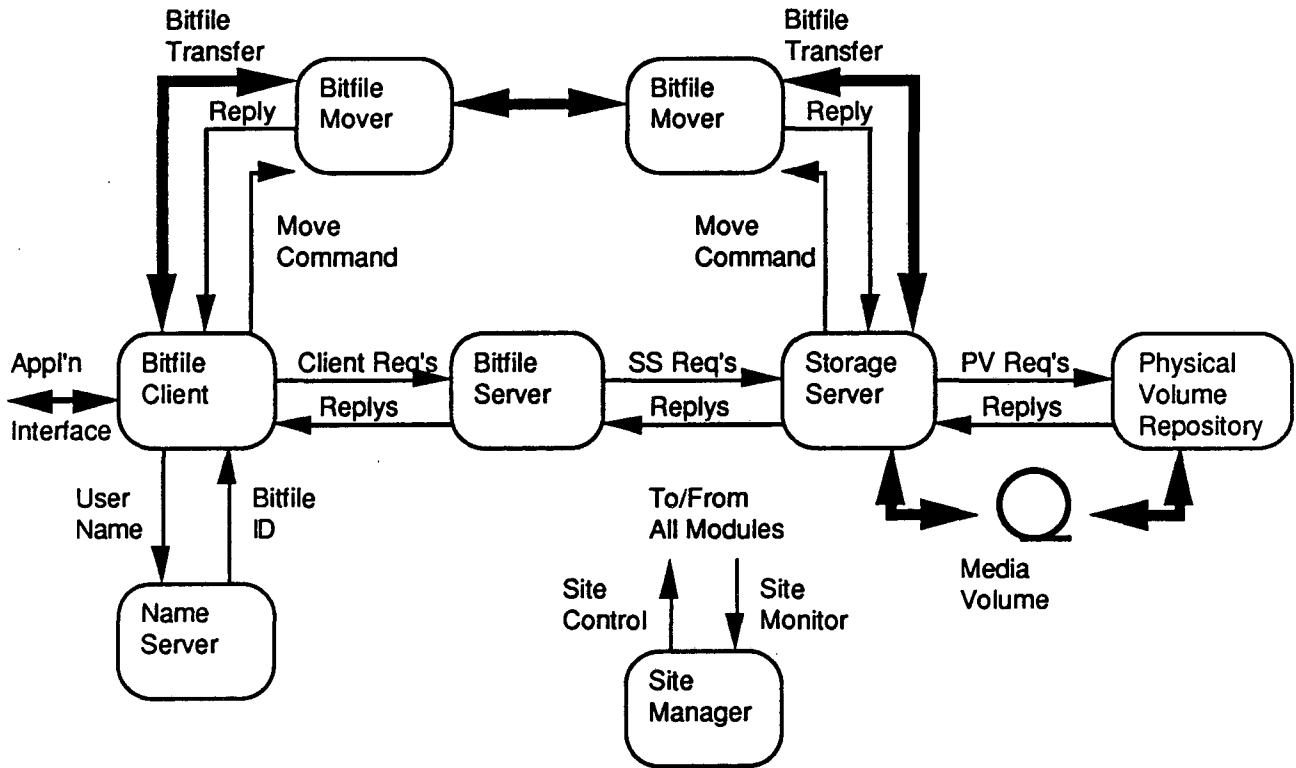 Bitfile
Transfer
Bitfile
Mover
Reply
Move
Command
Bitfile
Transfer
Bitfile
Mover
Reply
Move
Command
Appl'n
Interface
Bitfile
Client
Client Req's
Replys
Bitfile
Server
SS Req's
Replys
Storage
Server
PV Req's
Replys
Physical
Volume
Repository
User
Name
Bitfile
ID
Name
Server
To/From
All Modules
Site
Control
Site
Monitor
Site
Manager
Media
Volume